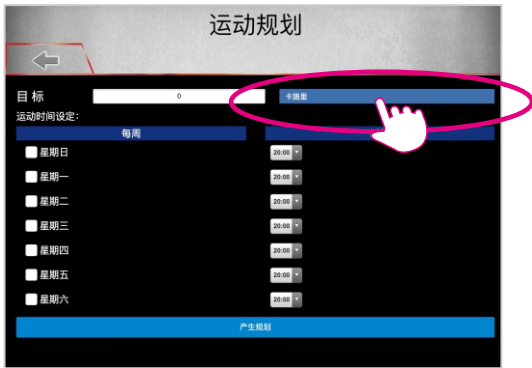 运动规划
目标 0 卡路里
运动时间设定：
每周
星期日 20:00
星期一 20:00
星期二 20:00
星期三 20:00
星期四 20:00
星期五 20:00
星期六 20:00
产生规划